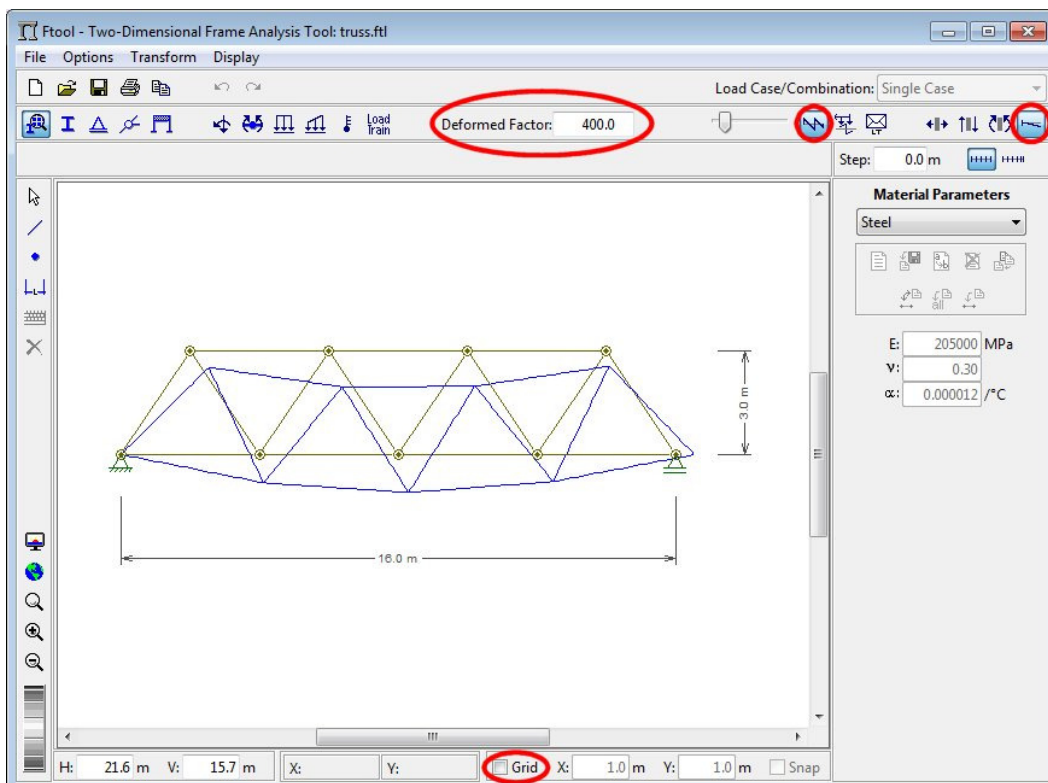 Ftool - Two-Dimensional Frame Analysis Tool: truss.ftl
File Options Transform Display
Load Case/Combination: Single Case
Load Train
Deformed Factor: 400.0
Step: 0.0 m
Material Parameters
Steel
all
E: 205000 MPa
ν: 0.30
α: 0.000012 /°C
3.0 m
16.0 m
H: 21.6 m V: 15.7 m X: Y: Grid X: 1.0 m Y: 1.0 m Snap